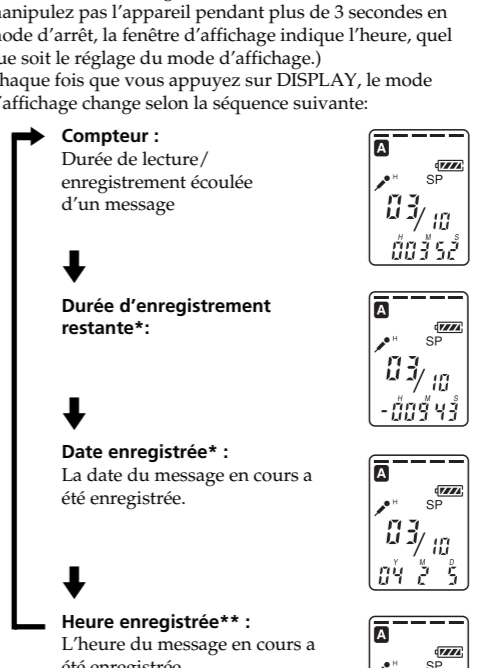 manipulez pas l'appareil pendant plus de 3 secondes en
mode d'arrêt, la fenêtre d'affichage indique l'heure, quel
que soit le réglage du mode d'affichage.)
Chaque fois que vous appuyez sur DISPLAY, le mode
d'affichage change selon la séquence suivante:
Compteur :
Durée de lecture/
enregistrement écoulée
d'un message
A
H SP
03/10
H M S
00352
Durée d'enregistrement
restante*:
A
H SP
03/10
H M S
-00943
Date enregistrée* :
La date du message en cours a
été enregistrée.
A
H SP
03/10
Y M D
04 2 5
Heure enregistrée** :
L'heure du message en cours a
été enregistrée
A
H SP